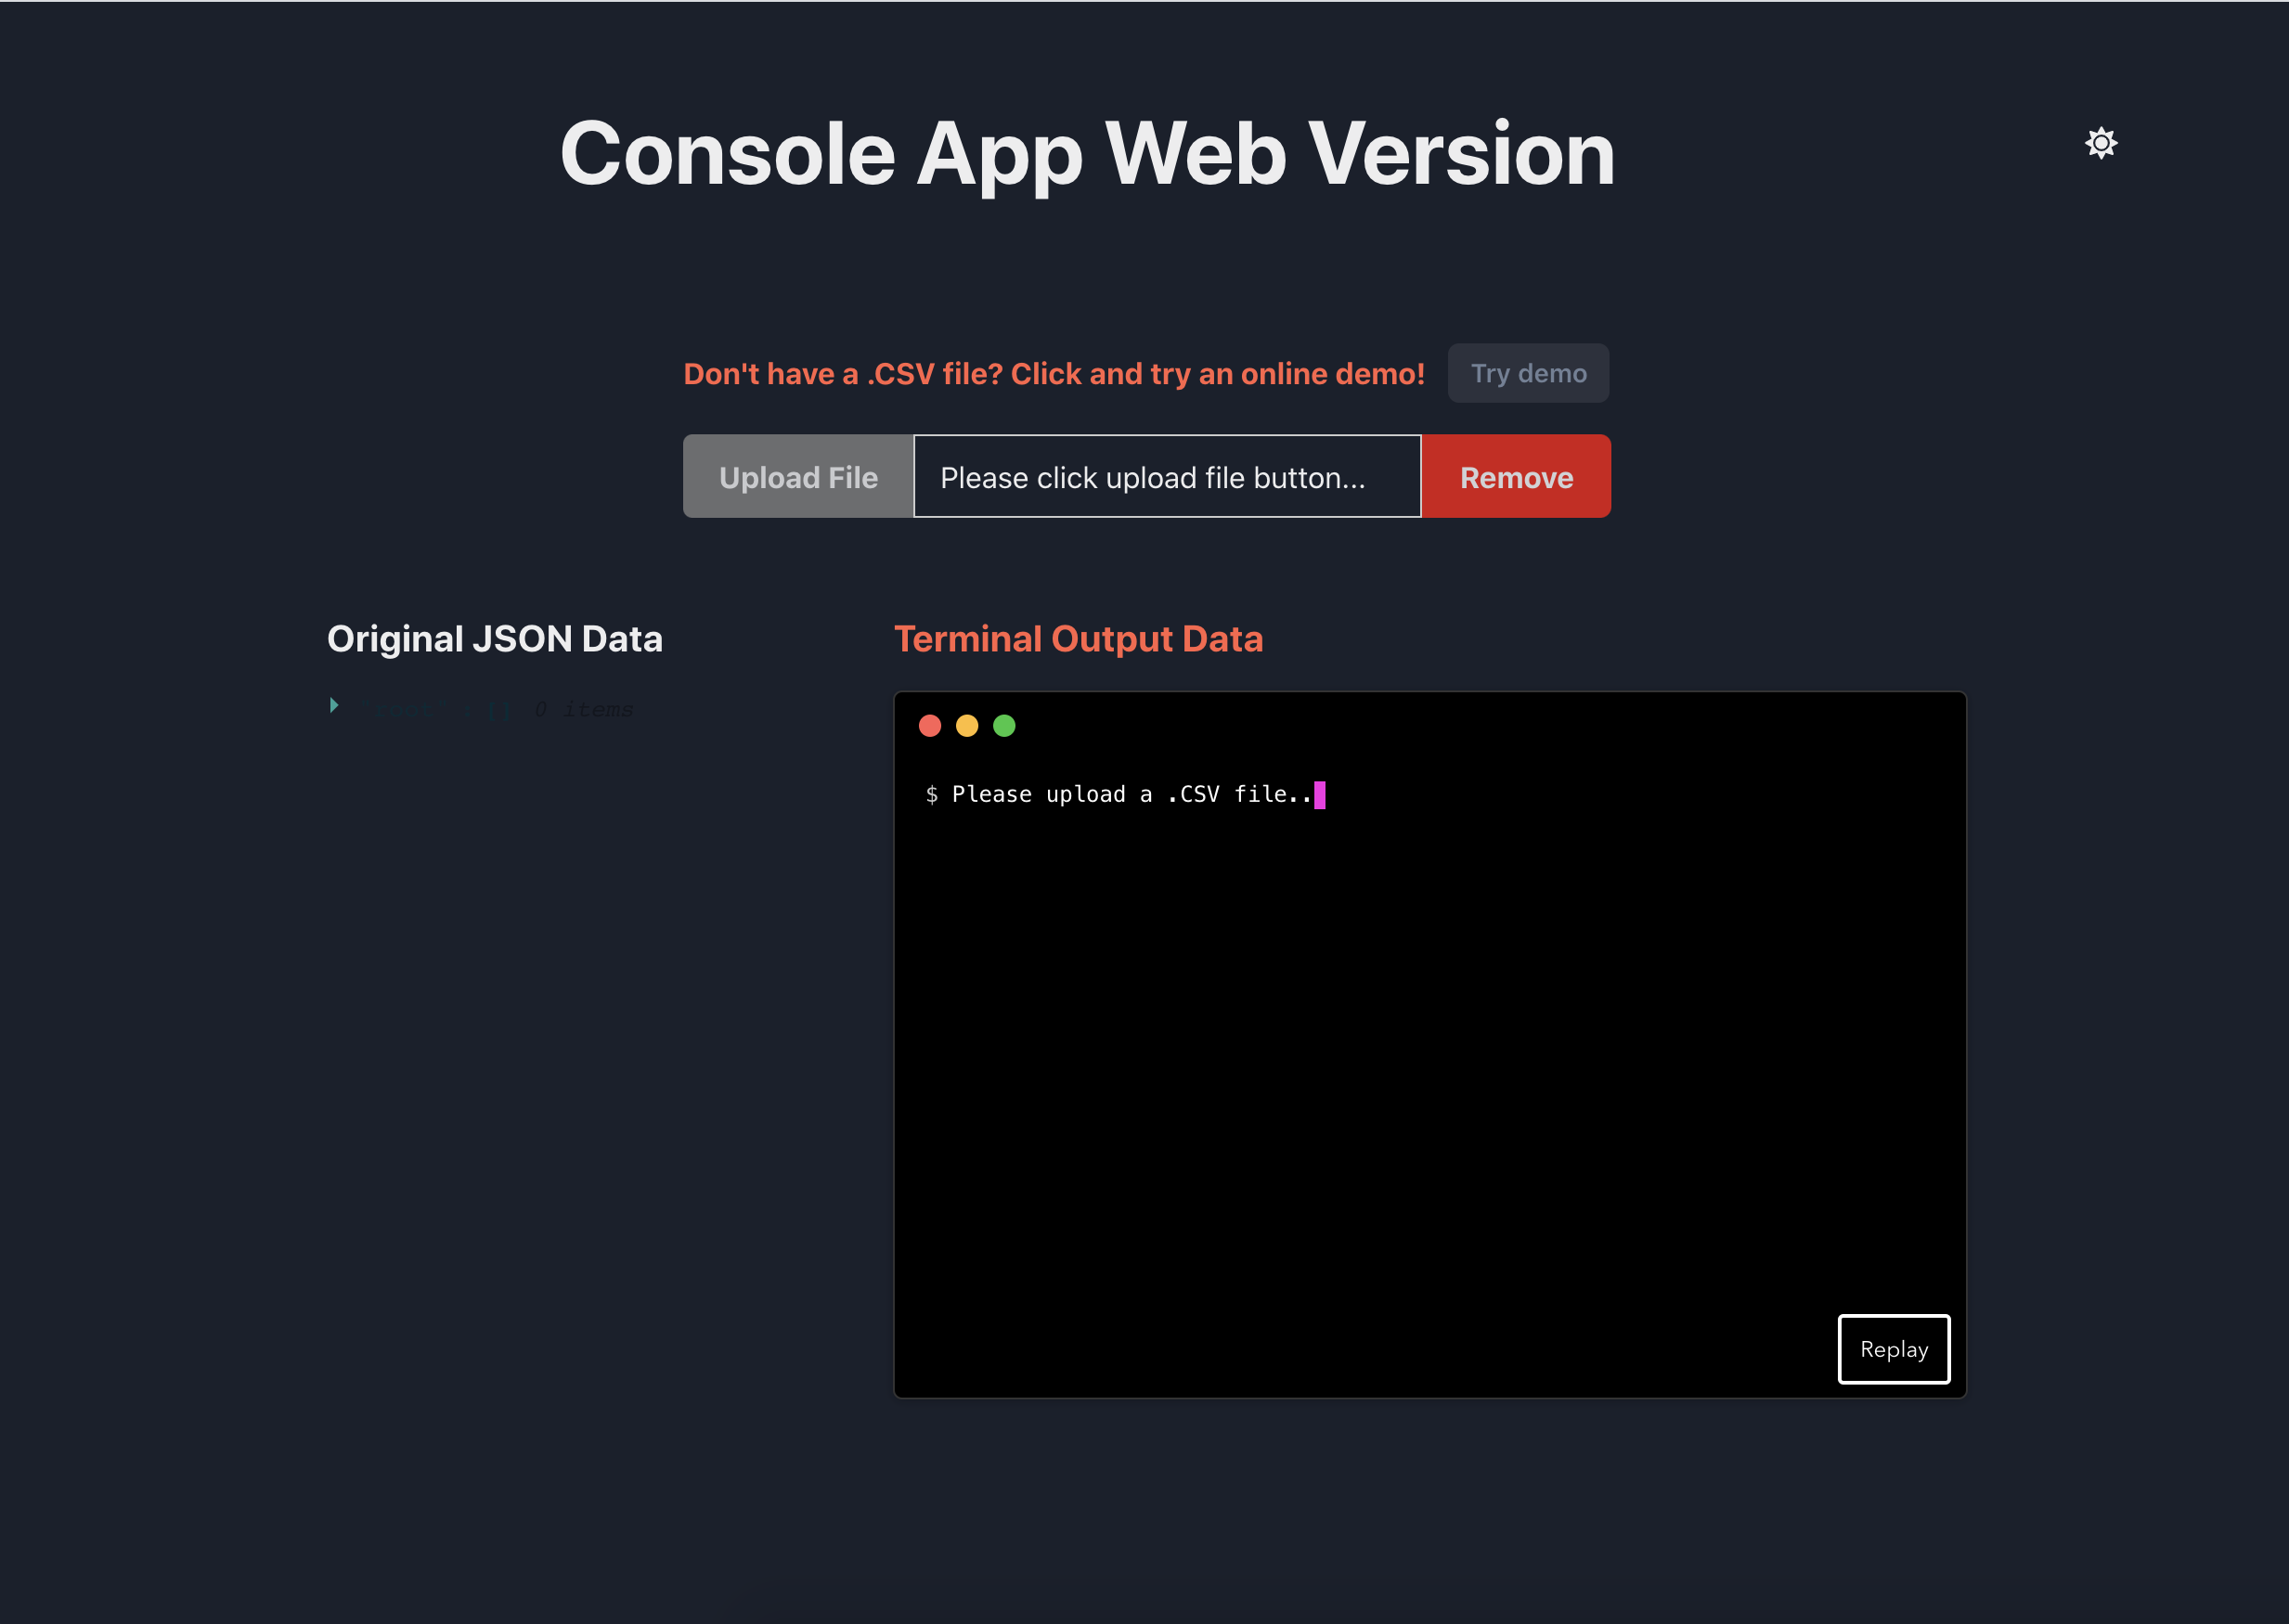 Console App Web Version
Don't have a .CSV file? Click and try an online demo!
Try demo
Upload File
Please click upload file button...
Remove
Original JSON Data
0 items
Terminal Output Data
$ Please upload a .CSV file..
Replay